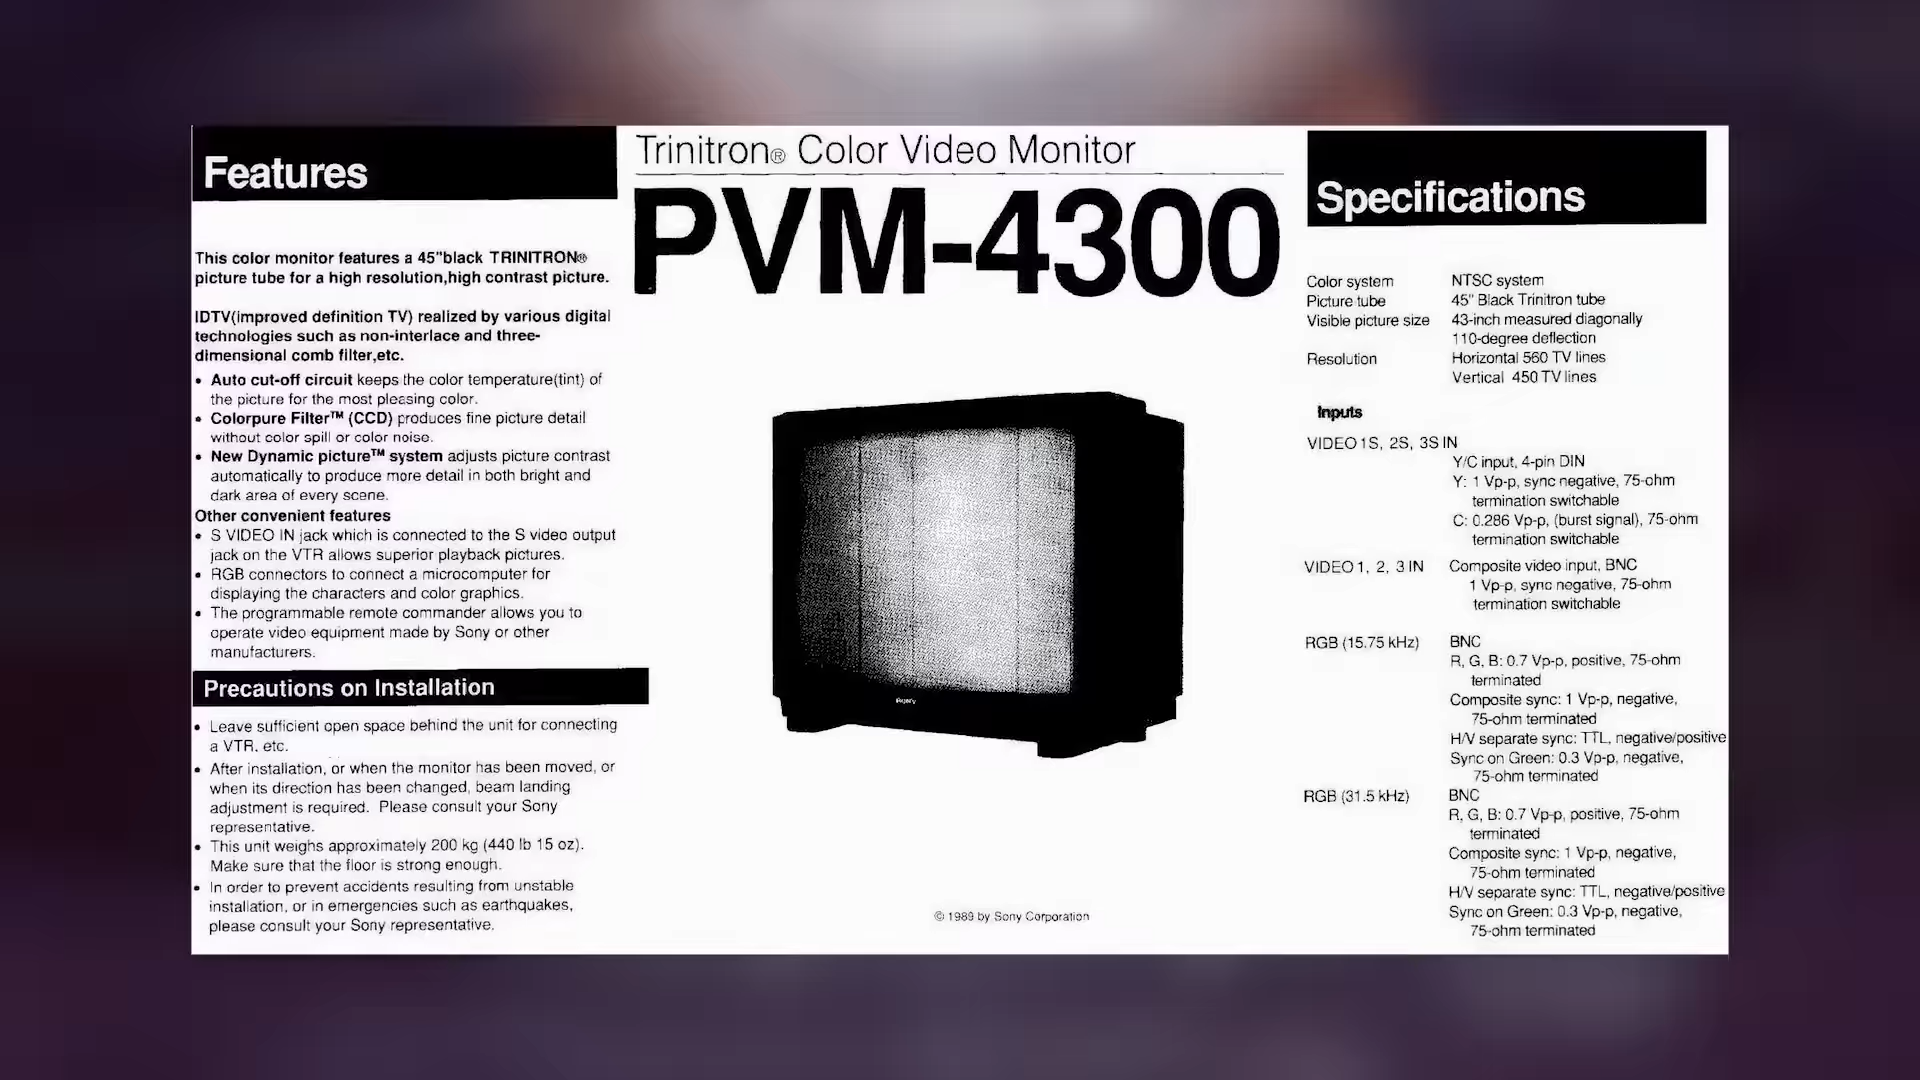 Features
This color monitor features a 45"black TRINITRON®
picture tube for a high resolution,high contrast picture.
IDTV(improved definition TV) realized by various digital
technologies such as non-interlace and three-
dimensional comb filter,etc.
• Auto cut-off circuit keeps the color temperature(tint) of
the picture for the most pleasing color.
• Colorpure Filter™ (CCD) produces fine picture detail
without color spill or color noise.
• New Dynamic picture™ system adjusts picture contrast
automatically to produce more detail in both bright and
dark area of every scene.
Other convenient features
• S VIDEO IN jack which is connected to the S video output
jack on the VTR allows superior playback pictures.
• RGB connectors to connect a microcomputer for
displaying the characters and color graphics.
• The programmable remote commander allows you to
operate video equipment made by Sony or other
manufacturers.
Precautions on Installation
• Leave sufficient open space behind the unit for connecting
a VTR. etc.
• After installation, or when the monitor has been moved, or
when its direction has been changed, beam landing
adjustment is required. Please consult your Sony
representative.
• This unit weighs approximately 200 kg (440 lb 15 oz).
Make sure that the floor is strong enough.
• In order to prevent accidents resulting from unstable
installation, or in emergencies such as earthquakes,
please consult your Sony representative.
Trinitron® Color Video Monitor
PVM-4300
SONY
© 1989 by Sony Corporation
Specifications
Color system NTSC system
Picture tube 45" Black Trinitron tube
Visible picture size 43-inch measured diagonally
110-degree deflection
Resolution Horizontal 560 TV lines
Vertical 450 TV lines
Inputs
VIDEO 1S, 2S, 3S IN
Y/C input, 4-pin DIN
Y: 1 Vp-p, sync negative, 75-ohm
termination switchable
C: 0.286 Vp-p, (burst signal), 75-ohm
termination switchable
VIDEO 1, 2, 3 IN Composite video input, BNC
1 Vp-p, sync negative, 75-ohm
termination switchable
RGB (15.75 kHz) BNC
R, G, B: 0.7 Vp-p, positive, 75-ohm
terminated
Composite sync: 1 Vp-p, negative,
75-ohm terminated
H/V separate sync: TTL, negative/positive
Sync on Green: 0.3 Vp-p, negative,
75-ohm terminated
RGB (31.5 kHz) BNC
R, G, B: 0.7 Vp-p, positive, 75-ohm
terminated
Composite sync: 1 Vp-p, negative,
75-ohm terminated
H/V separate sync: TTL, negative/positive
Sync on Green: 0.3 Vp-p, negative,
75-ohm terminated